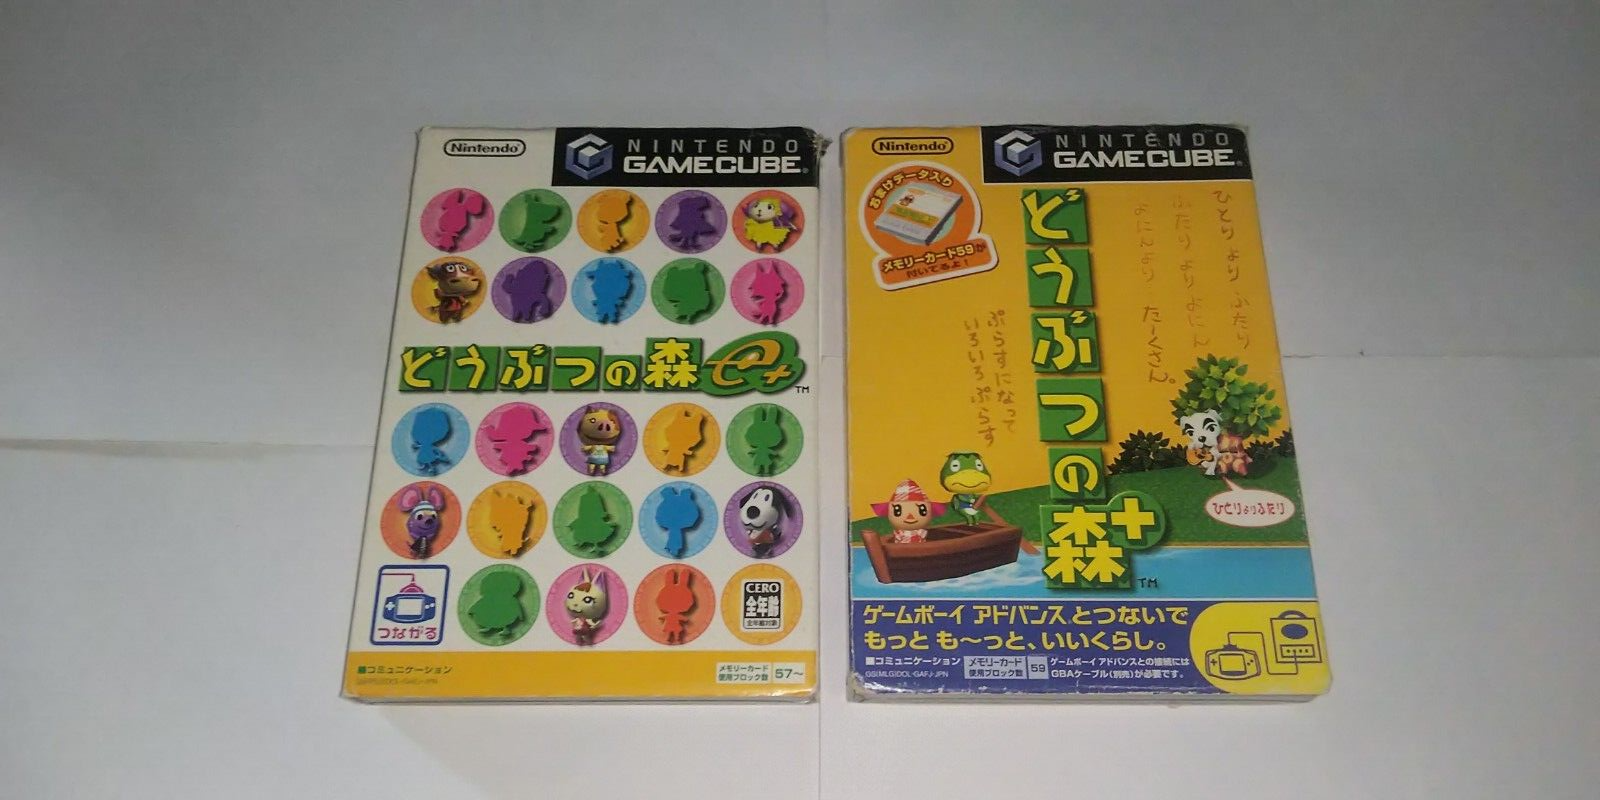 Nintendo
NINTENDO
GAMECUBE
どうぶつの森e+
TM
つながる
CERO
全年齢
全年齢対象
■コミュニケーション
メモリーカード
使用ブロック数
57〜
Nintendo
NINTENDO
GAMECUBE
おまけデータ入り
メモリーカード59が
付いてるよ!
どうぶつの森+
TM
ひとり より ふたり
ふたり より よにん
よにんより たーくさん。
ぷらすになって
いろいろ ぷらす
ひとりよりふたり
ゲームボーイ アドバンスとつないで
もっと も〜っと、いいくらし。
■コミュニケーション
メモリーカード
使用ブロック数
59
ゲームボーイ アドバンスとの接続には
GBAケーブル(別売)が必要です。